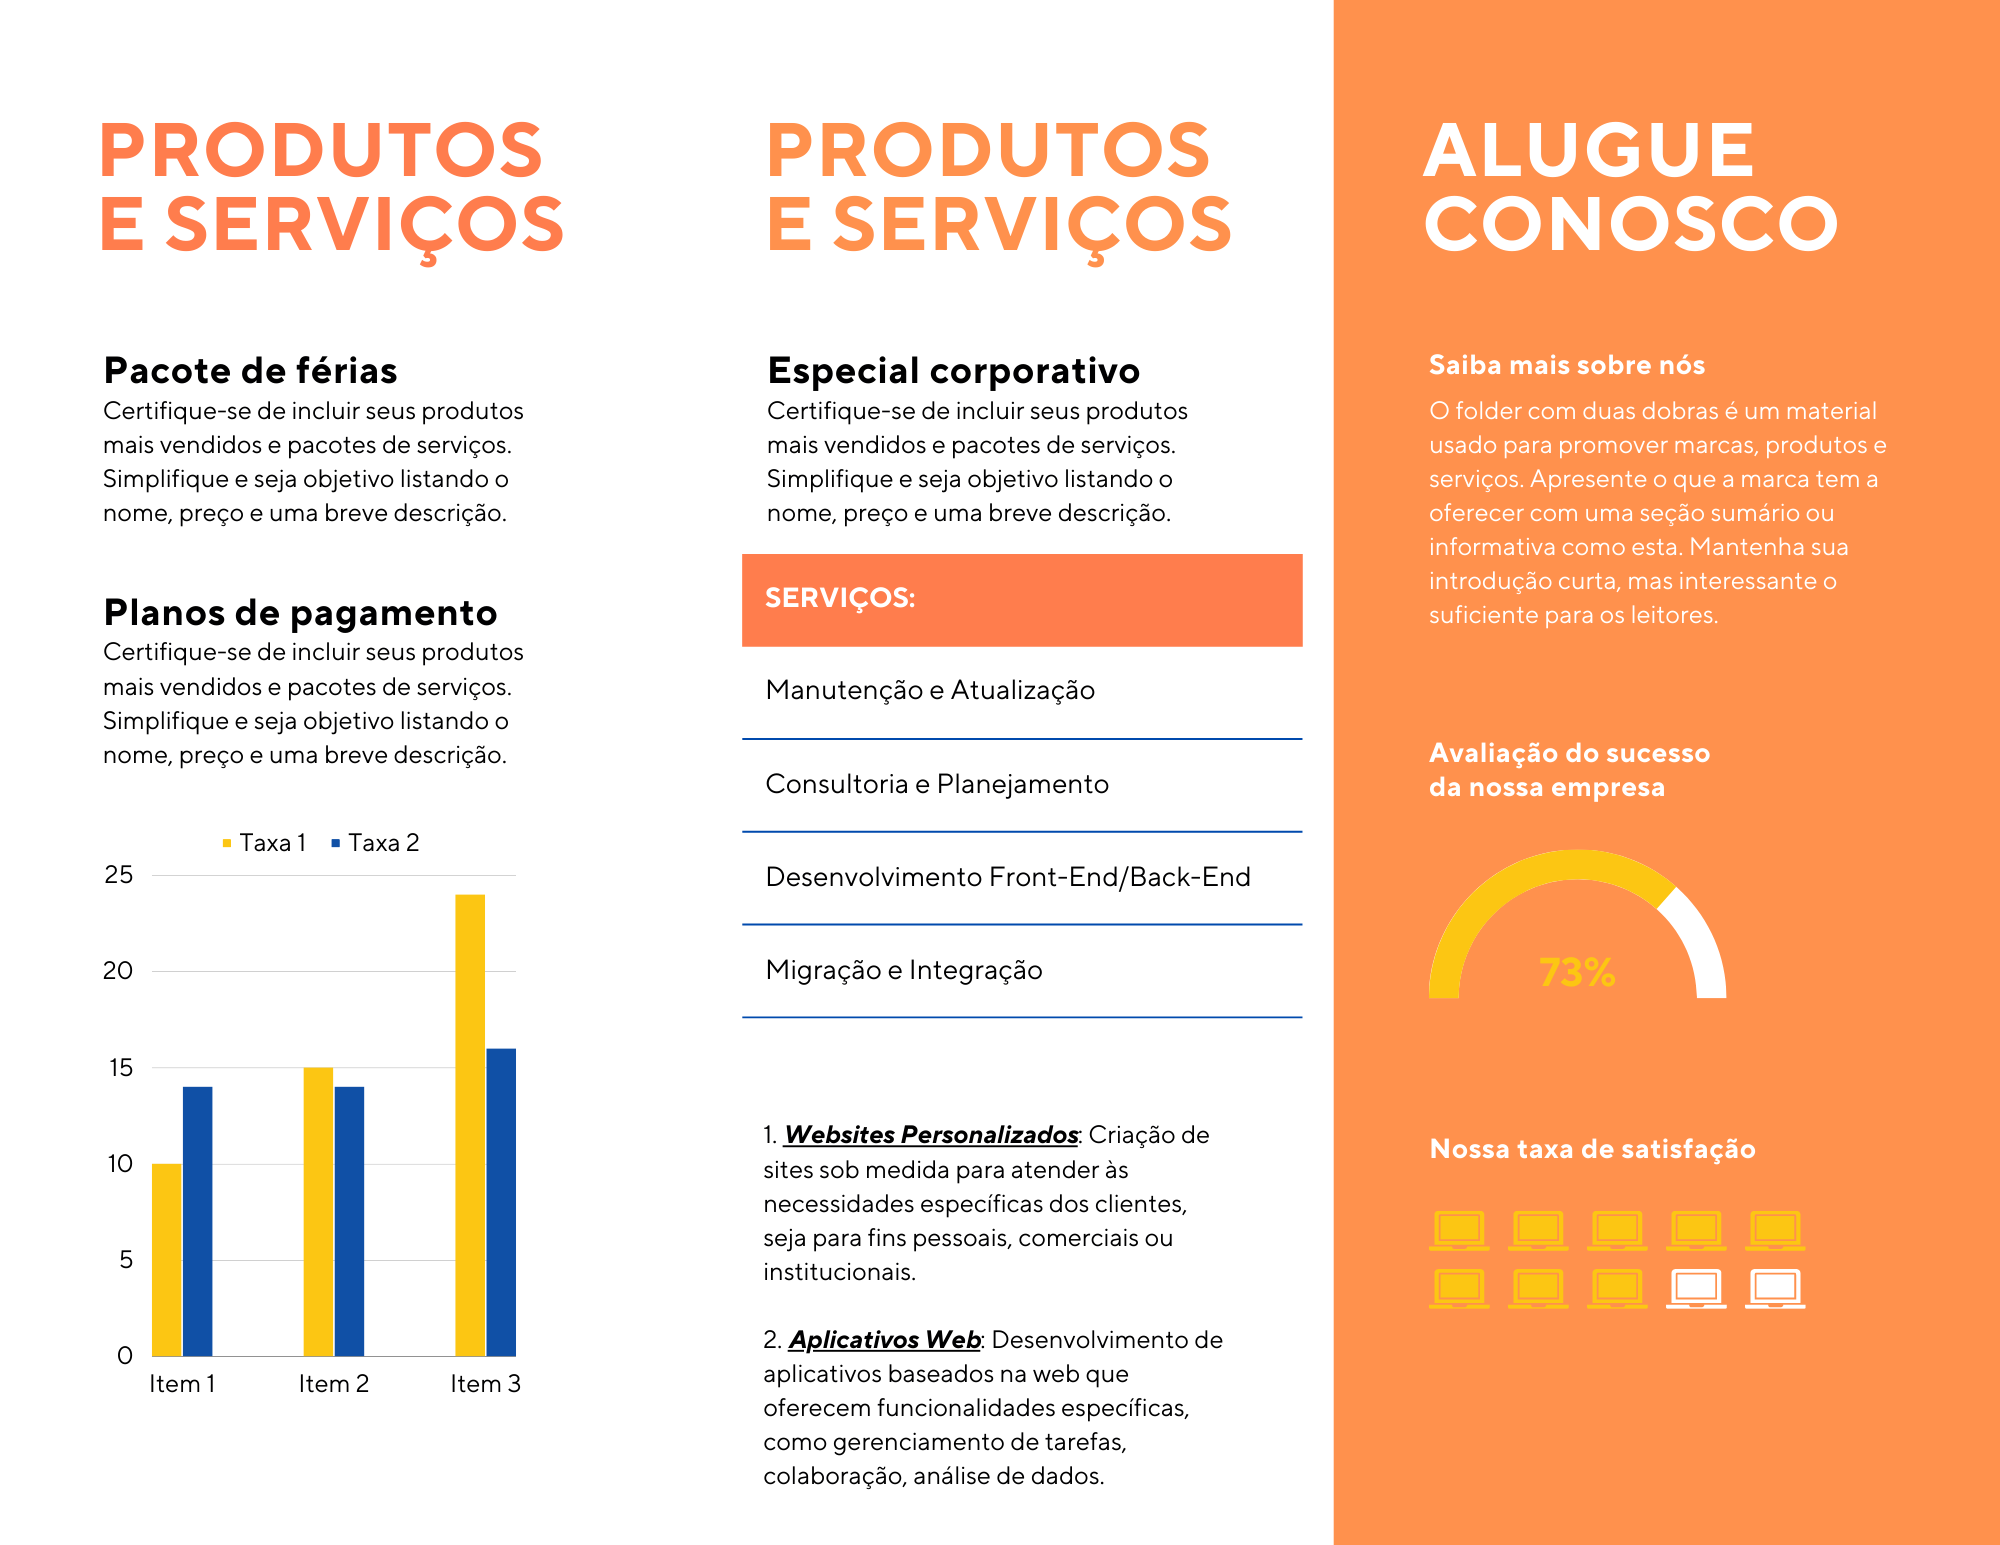 PRODUTOS
E SERVIÇOS
Pacote de férias
Certifique-se de incluir seus produtos
mais vendidos e pacotes de serviços.
Simplifique e seja objetivo listando o
nome, preço e uma breve descrição.
Planos de pagamento
Certifique-se de incluir seus produtos
mais vendidos e pacotes de serviços.
Simplifique e seja objetivo listando o
nome, preço e uma breve descrição.
Taxa 1 Taxa 2
25
20
15
10
5
0
Item 1 Item 2 Item 3
PRODUTOS
E SERVIÇOS
Especial corporativo
Certifique-se de incluir seus produtos
mais vendidos e pacotes de serviços.
Simplifique e seja objetivo listando o
nome, preço e uma breve descrição.
SERVIÇOS:
Manutenção e Atualização
Consultoria e Planejamento
Desenvolvimento Front-End/Back-End
Migração e Integração
1. Websites Personalizados: Criação de
sites sob medida para atender às
necessidades específicas dos clientes,
seja para fins pessoais, comerciais ou
institucionais.
2. Aplicativos Web: Desenvolvimento de
aplicativos baseados na web que
oferecem funcionalidades específicas,
como gerenciamento de tarefas,
colaboração, análise de dados.
ALUGUE
CONOSCO
Saiba mais sobre nós
O folder com duas dobras é um material
usado para promover marcas, produtos e
serviços. Apresente o que a marca tem a
oferecer com uma seção sumário ou
informativa como esta. Mantenha sua
introdução curta, mas interessante o
suficiente para os leitores.
Avaliação do sucesso
da nossa empresa
73%
Nossa taxa de satisfação